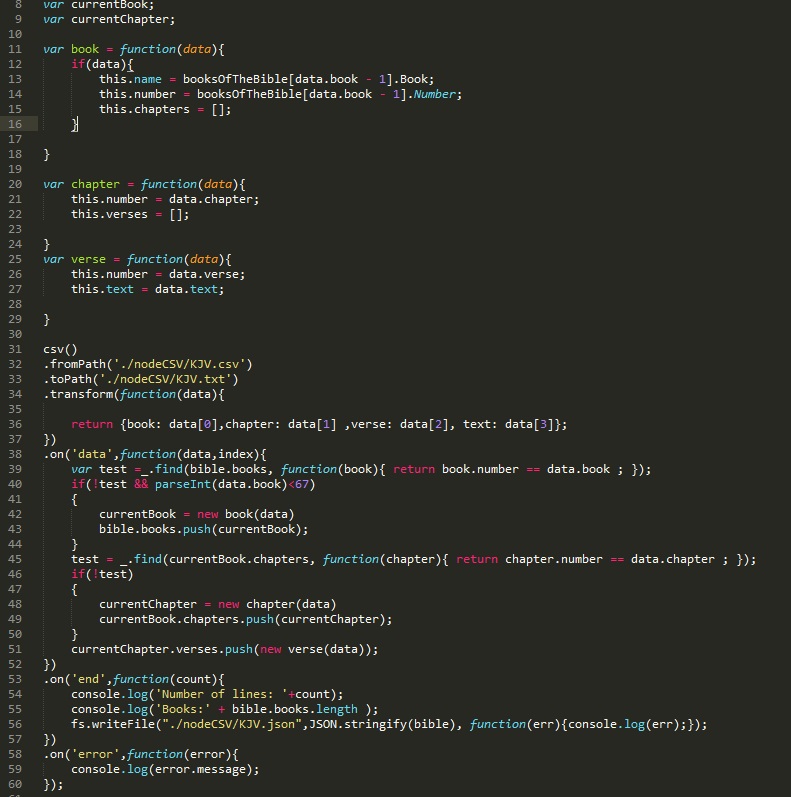 8 var currentBook;
9 var currentChapter;
10
11 var book = function(data){
12     if(data){
13         this.name = booksOfTheBible[data.book - 1].Book;
14         this.number = booksOfTheBible[data.book - 1].Number;
15         this.chapters = [];
16     }
17
18 }
19
20 var chapter = function(data){
21     this.number = data.chapter;
22     this.verses = [];
23
24 }
25 var verse = function(data){
26     this.number = data.verse;
27     this.text = data.text;
28
29 }
30
31 csv()
32 .fromPath('./nodeCSV/KJV.csv')
33 .toPath('./nodeCSV/KJV.txt')
34 .transform(function(data){
35
36     return {book: data[0],chapter: data[1] ,verse: data[2], text: data[3]};
37 })
38 .on('data',function(data,index){
39     var test =_.find(bible.books, function(book){ return book.number == data.book ; });
40     if(!test && parseInt(data.book)<67)
41     {
42         currentBook = new book(data)
43         bible.books.push(currentBook);
44     }
45     test = _.find(currentBook.chapters, function(chapter){ return chapter.number == data.chapter ; });
46     if(!test)
47     {
48         currentChapter = new chapter(data)
49         currentBook.chapters.push(currentChapter);
50     }
51     currentChapter.verses.push(new verse(data));
52 })
53 .on('end',function(count){
54     console.log('Number of lines: '+count);
55     console.log('Books:' + bible.books.length );
56     fs.writeFile("./nodeCSV/KJV.json",JSON.stringify(bible), function(err){console.log(err);});
57 })
58 .on('error',function(error){
59     console.log(error.message);
60 });